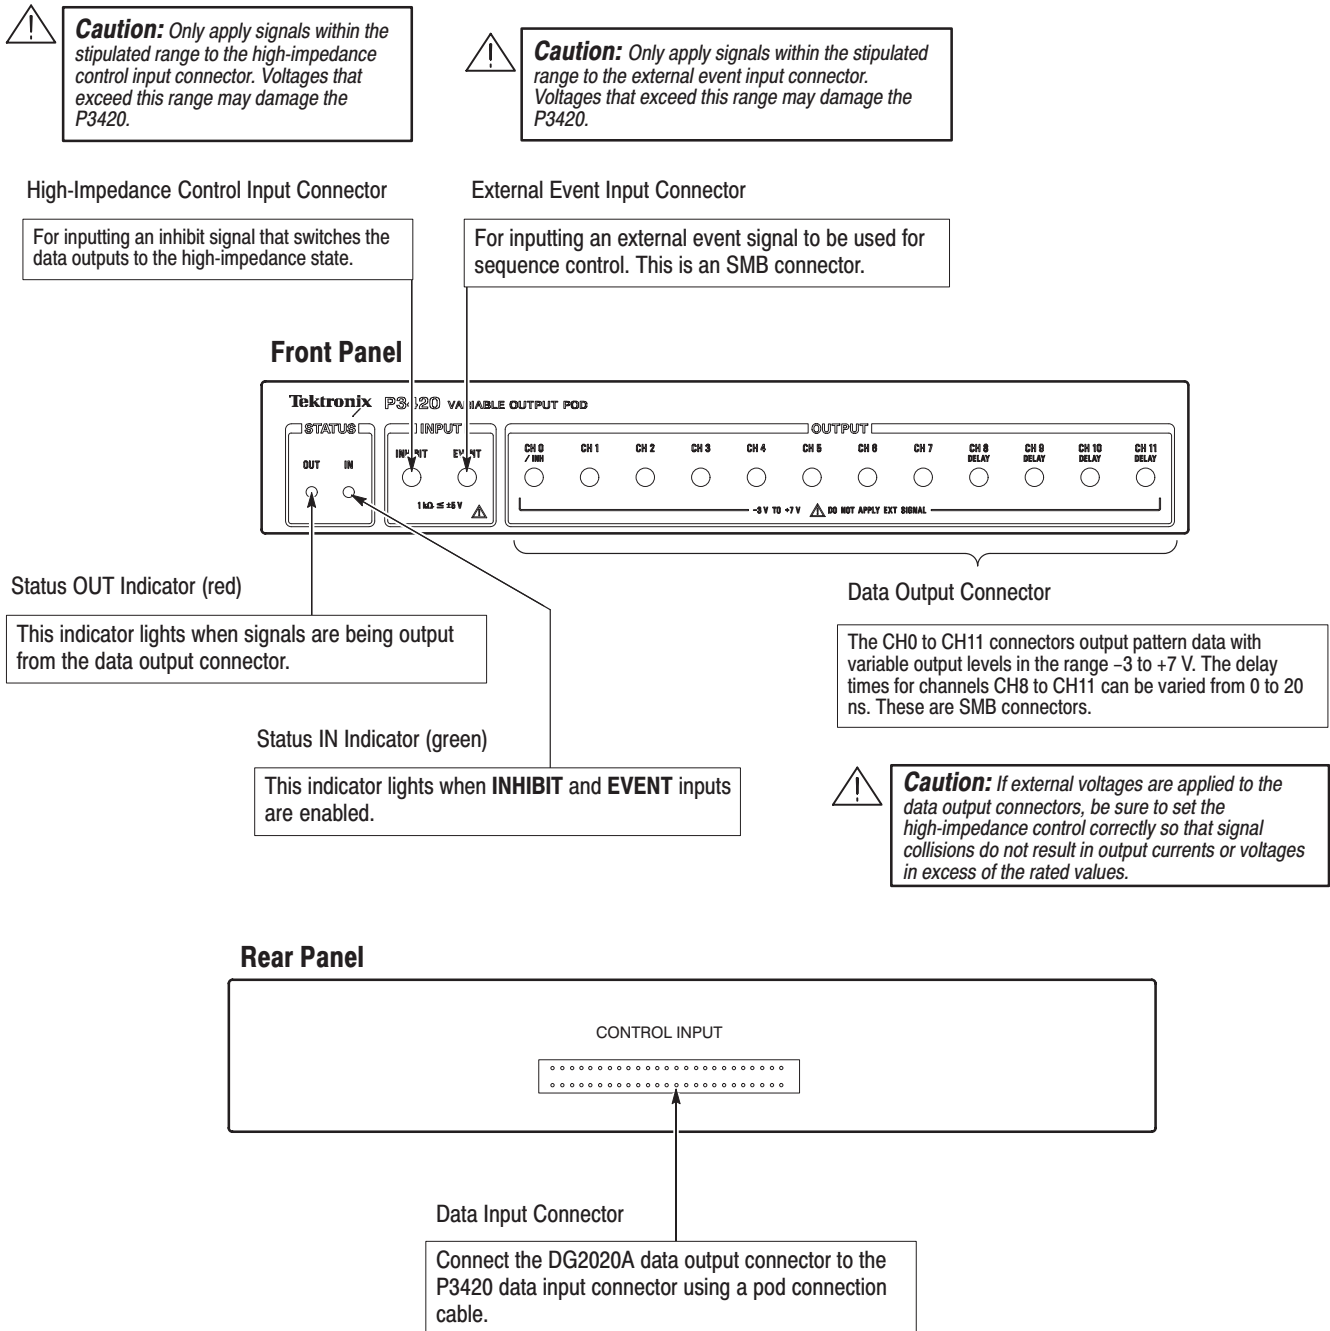 Caution: Only apply signals within the
stipulated range to the high-impedance
control input connector. Voltages that
exceed this range may damage the
P3420.
Caution: Only apply signals within the stipulated
range to the external event input connector.
Voltages that exceed this range may damage the
P3420.
High-Impedance Control Input Connector
For inputting an inhibit signal that switches the
data outputs to the high-impedance state.
External Event Input Connector
For inputting an external event signal to be used for
sequence control. This is an SMB connector.
Front Panel
Tektronix P3420 VARIABLE OUTPUT POD
STATUS INPUT OUTPUT
OUT IN
INHIBIT EVENT
CH 0 CH 1 CH 2 CH 3 CH 4 CH 5 CH 6 CH 7 CH 8 CH 9 CH 10 CH 11
/ INH DELAY DELAY DELAY DELAY
1 kΩ ≤ ±5 V
–3 V TO +7 V DO NOT APPLY EXT SIGNAL
Status OUT Indicator (red)
This indicator lights when signals are being output
from the data output connector.
Data Output Connector
The CH0 to CH11 connectors output pattern data with
variable output levels in the range –3 to +7 V. The delay
times for channels CH8 to CH11 can be varied from 0 to 20
ns. These are SMB connectors.
Status IN Indicator (green)
This indicator lights when INHIBIT and EVENT inputs
are enabled.
Caution: If external voltages are applied to the
data output connectors, be sure to set the
high-impedance control correctly so that signal
collisions do not result in output currents or voltages
in excess of the rated values.
Rear Panel
CONTROL INPUT
Data Input Connector
Connect the DG2020A data output connector to the
P3420 data input connector using a pod connection
cable.